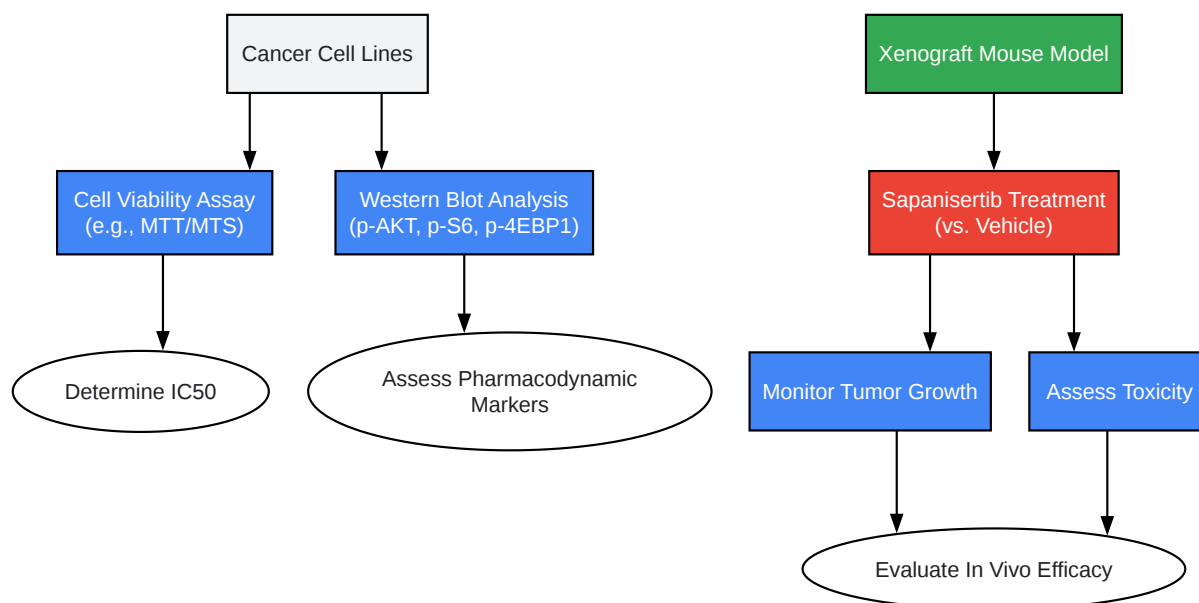 Cancer Cell Lines
Xenograft Mouse Model
Cell Viability Assay
(e.g., MTT/MTS)
Western Blot Analysis
(p-AKT, p-S6, p-4EBP1)
Sapanisertib Treatment
(vs. Vehicle)
Determine IC50
Assess Pharmacodynamic
Markers
Monitor Tumor Growth
Assess Toxicity
Evaluate In Vivo Efficacy